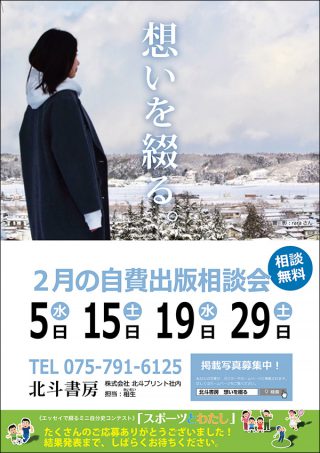 想いを綴る。
相談
無料
2月の自費出版相談会
5日 水
15日 土
19日 水
29日 土
TEL 075-791-6125
北斗書房
株式会社 北斗プリント社内
担当：稙生
掲載写真募集中！
北斗書房 想いを綴る
検索
《エッセイで綴るミニ自分史コンテスト》「スポーツとわたし」
たくさんのご応募ありがとうございました！
結果発表まで、しばらくお待ちください。